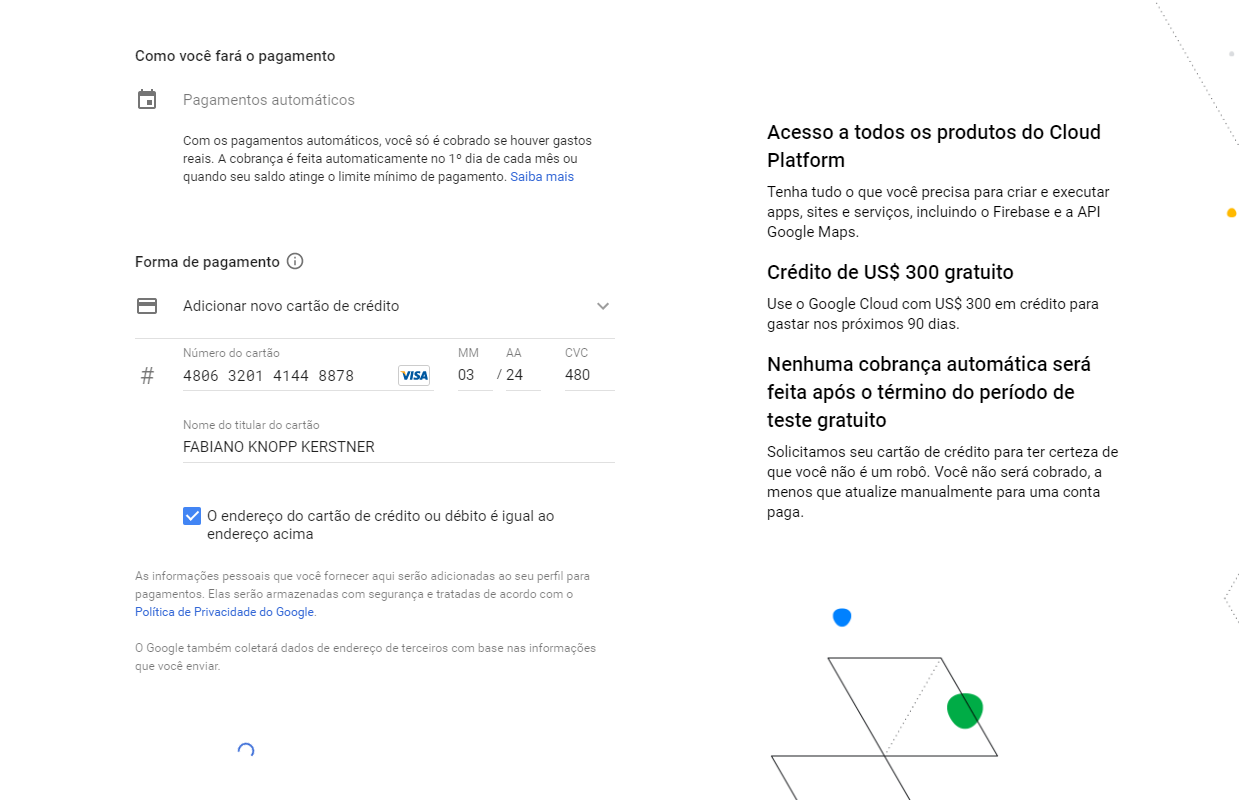 Como você fará o pagamento
Pagamentos automáticos
Com os pagamentos automáticos, você só é cobrado se houver gastos
reais. A cobrança é feita automaticamente no 1º dia de cada mês ou
quando seu saldo atinge o limite mínimo de pagamento. Saiba mais
Forma de pagamento
Adicionar novo cartão de crédito
Número do cartão MM AA CVC
# [card number redacted] VISA [expiry redacted] [CVC redacted]
Nome do titular do cartão
FABIANO KNOPP KERSTNER
O endereço do cartão de crédito ou débito é igual ao
endereço acima
As informações pessoais que você fornecer aqui serão adicionadas ao seu perfil para
pagamentos. Elas serão armazenadas com segurança e tratadas de acordo com o
Política de Privacidade do Google.
O Google também coletará dados de endereço de terceiros com base nas informações
que você enviar.
Acesso a todos os produtos do Cloud
Platform
Tenha tudo o que você precisa para criar e executar
apps, sites e serviços, incluindo o Firebase e a API
Google Maps.
Crédito de US$ 300 gratuito
Use o Google Cloud com US$ 300 em crédito para
gastar nos próximos 90 dias.
Nenhuma cobrança automática será
feita após o término do período de
teste gratuito
Solicitamos seu cartão de crédito para ter certeza de
que você não é um robô. Você não será cobrado, a
menos que atualize manualmente para uma conta
paga.